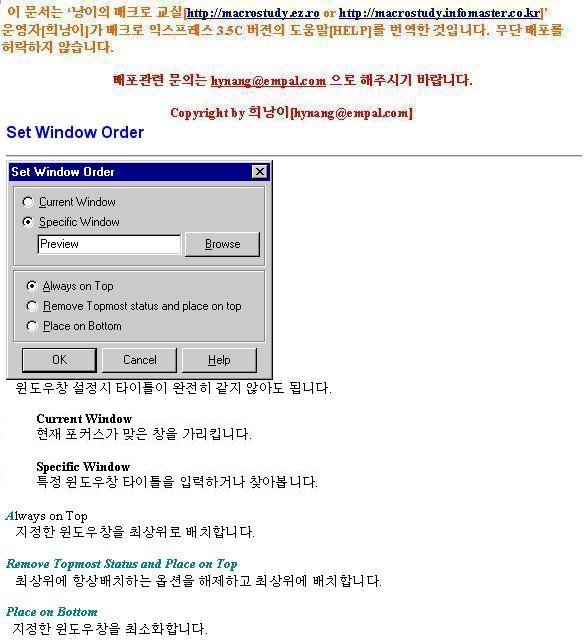 이 문서는 '낭이의 매크로 교실[http://macrostudy.ez.ro or http://macrostudy.infomaster.co.kr]'
운영자[희낭이]가 매크로 익스프레스 3.5C 버젼의 도움말[HELP]를 번역한 것입니다. 무단 배포를
허락하지 않습니다.
배포관련 문의는 hynang@empal.com 으로 해주시기 바랍니다.
Copyright by 희낭이[hynang@empal.com]
Set Window Order
Set Window Order
Current Window
Specific Window
Preview
Browse
Always on Top
Remove Topmost status and place on top
Place on Bottom
OK Cancel Help
윈도우창 설정시 타이틀이 완전히 같지 않아도 됩니다.
Current Window
현재 포커스가 맞은 창을 가리킵니다.
Specific Window
특정 윈도우창 타이틀을 입력하거나 찾아봅니다.
Always on Top
지정한 윈도우창을 최상위로 배치합니다.
Remove Topmost Status and Place on Top
최상위에 항상배치하는 옵션을 해제하고 최상위에 배치합니다.
Place on Bottom
지정한 윈도우창을 최소화합니다.